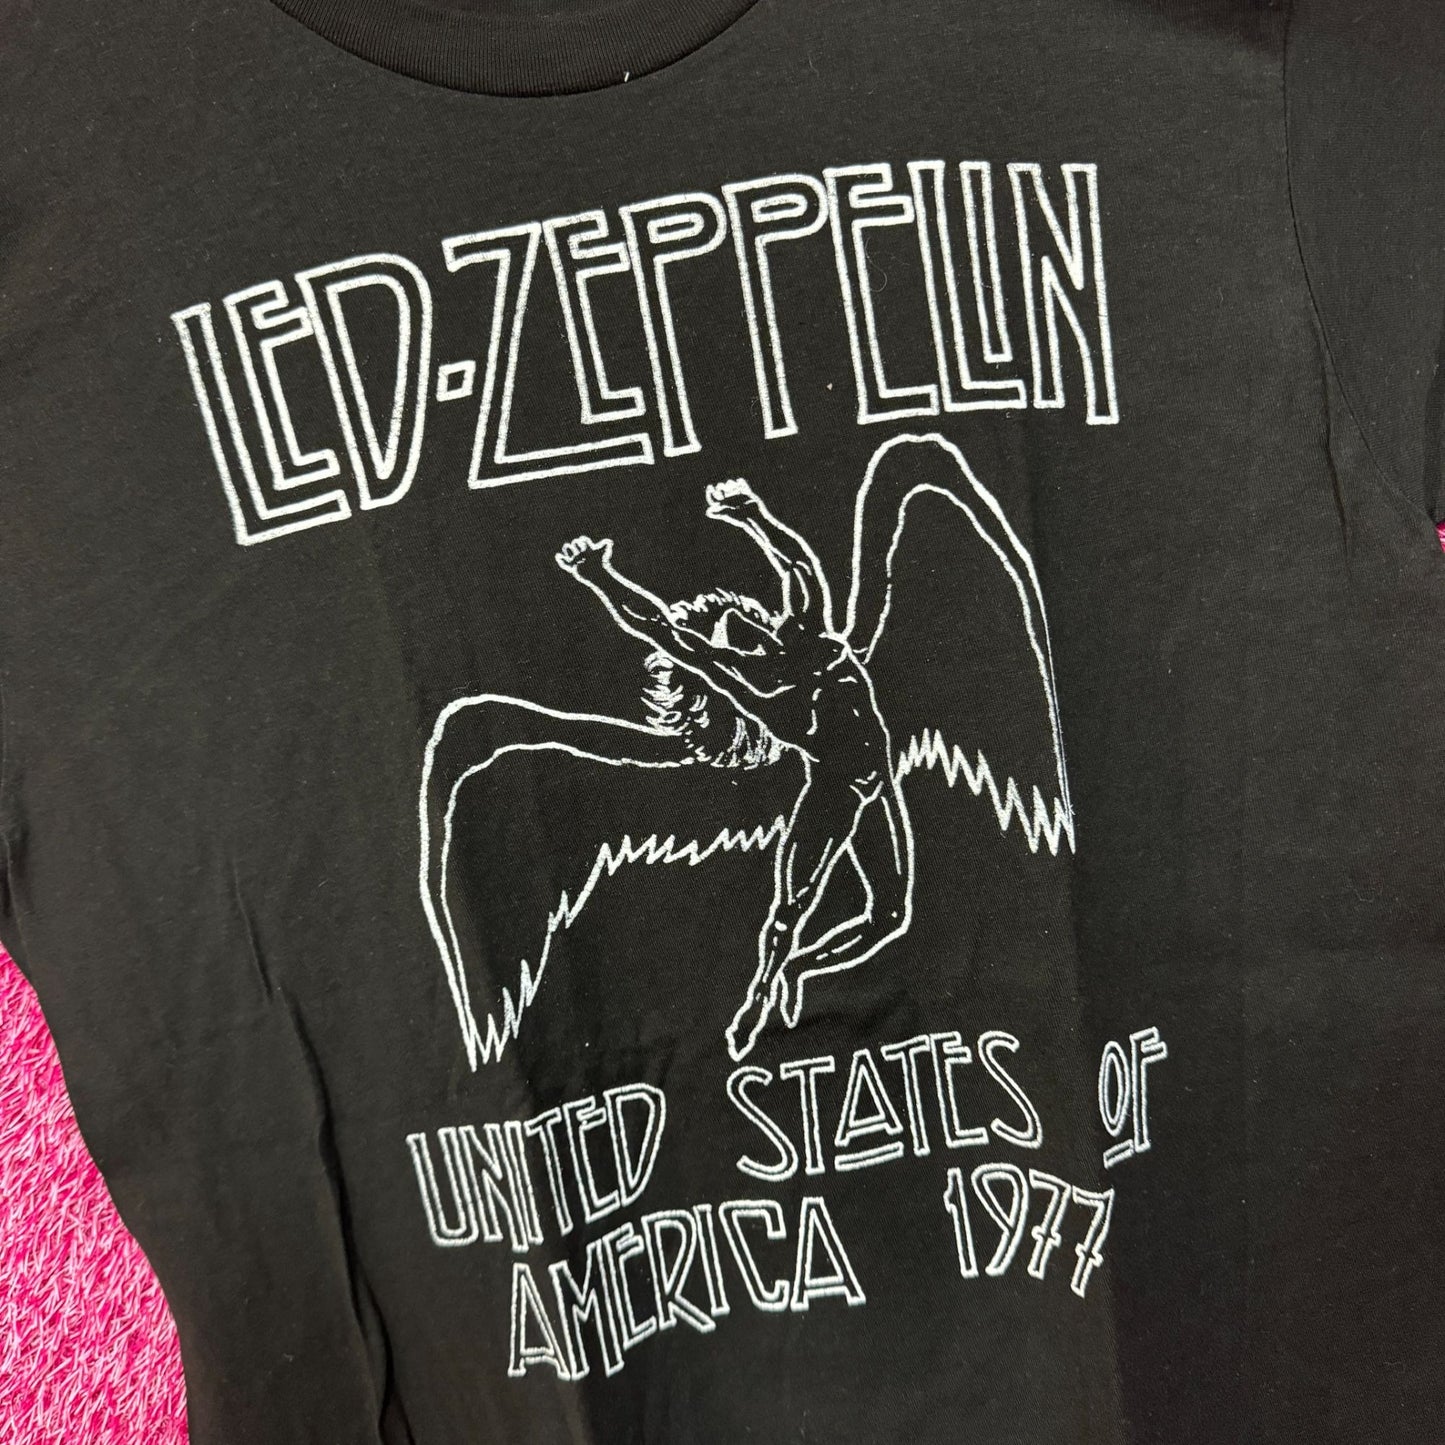 LED-ZEPPELIN
UNITED STATES OF
AMERICA 1977